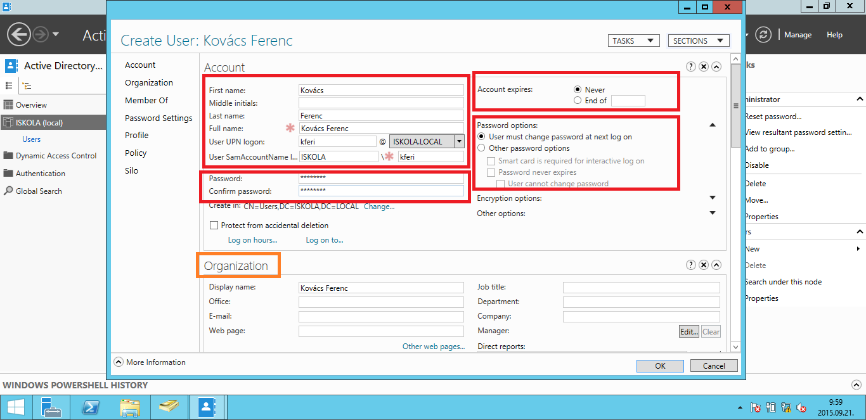 Create User: Kovács Ferenc
TASKS
SECTIONS
Acti
Manage
Help
Active Directory...
Overview
ISKOLA (local)
Users
Dynamic Access Control
Authentication
Global Search
Account
Organization
Member Of
Password Settings
Profile
Policy
Silo
Account
First name:
Kovács
Middle initials:
Last name:
Ferenc
Full name:
Kovács Ferenc
User UPN logon:
kferi
@
ISKOLA.LOCAL
User SamAccountName l...
ISKOLA
\
kferi
Password:
********
Confirm password:
********
Create in: CN=Users,DC=ISKOLA,DC=LOCAL Change...
Protect from accidental deletion
Log on hours...
Log on to...
Account expires:
Never
End of
Password options:
User must change password at next log on
Other password options
Smart card is required for interactive log on
Password never expires
User cannot change password
Encryption options:
Other options:
Organization
Display name:
Kovács Ferenc
Office:
E-mail:
Web page:
Other web pages...
Job title:
Department:
Company:
Manager:
Edit...
Clear
Direct reports:
More Information
OK
Cancel
ks
ministrator
Reset password...
View resultant password settin...
Add to group...
Disable
Delete
Move...
Properties
rs
New
Delete
Search under this node
Properties
WINDOWS POWERSHELL HISTORY
9:59
2015.09.21.